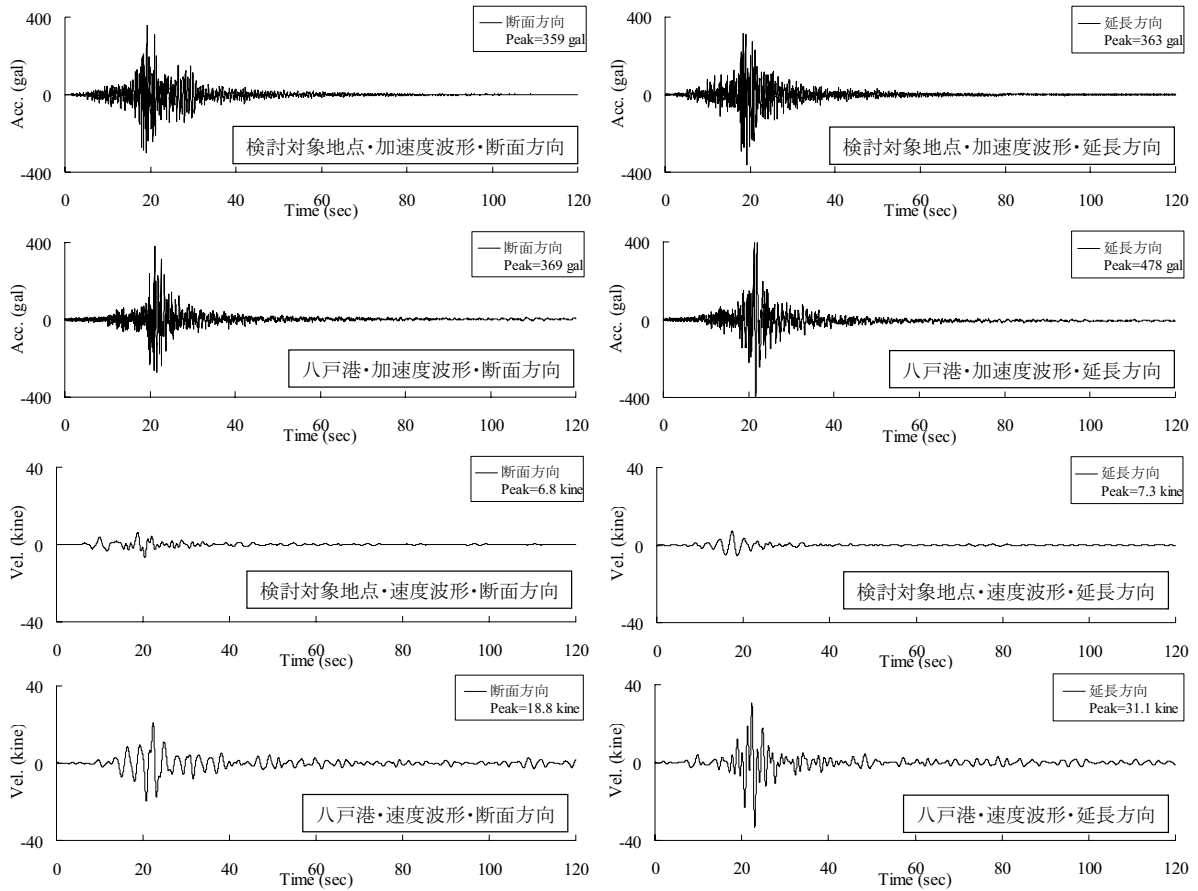 400
0
-400
Acc. (gal)
0 20 40 60 80 100 120
Time (sec)
断面方向
Peak=359 gal
検討対象地点・加速度波形・断面方向
400
0
-400
Acc. (gal)
0 20 40 60 80 100 120
Time (sec)
延長方向
Peak=363 gal
検討対象地点・加速度波形・延長方向
400
0
-400
Acc. (gal)
0 20 40 60 80 100 120
Time (sec)
断面方向
Peak=369 gal
八戸港・加速度波形・断面方向
400
0
-400
Acc. (gal)
0 20 40 60 80 100 120
Time (sec)
延長方向
Peak=478 gal
八戸港・加速度波形・延長方向
40
0
-40
Vel. (kine)
0 20 40 60 80 100 120
Time (sec)
断面方向
Peak=6.8 kine
検討対象地点・速度波形・断面方向
40
0
-40
Vel. (kine)
0 20 40 60 80 100 120
Time (sec)
延長方向
Peak=7.3 kine
検討対象地点・速度波形・延長方向
40
0
-40
Vel. (kine)
0 20 40 60 80 100 120
Time (sec)
断面方向
Peak=18.8 kine
八戸港・速度波形・断面方向
40
0
-40
Vel. (kine)
0 20 40 60 80 100 120
Time (sec)
延長方向
Peak=31.1 kine
八戸港・速度波形・延長方向